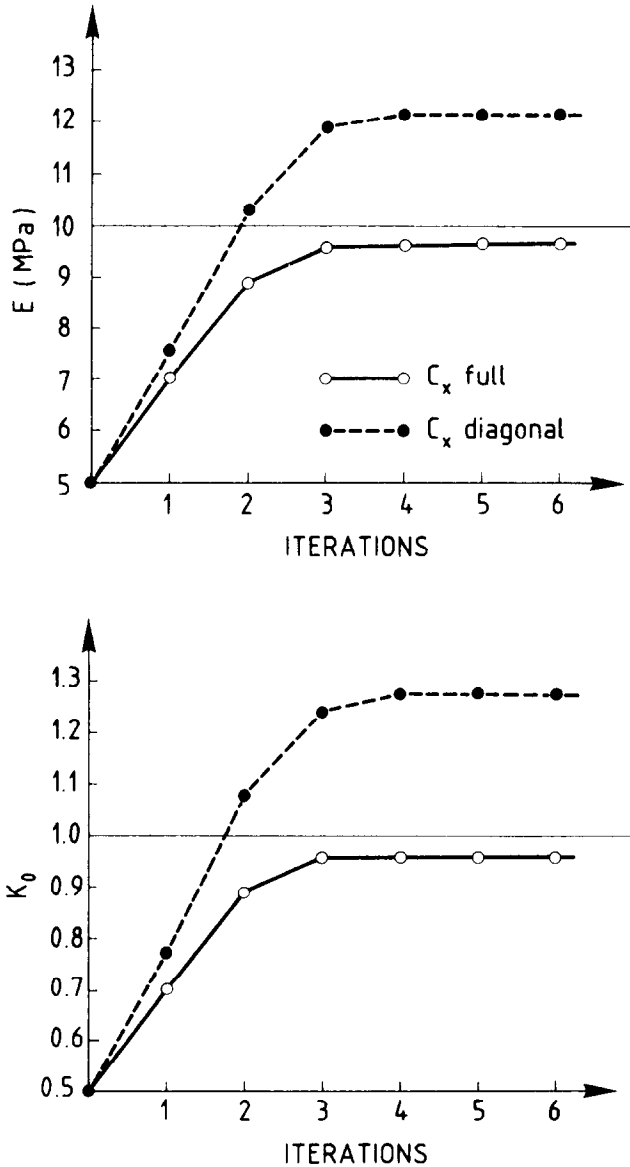 13
12
11
10
9
8
7
6
5
E (MPa)
C_x full
C_x diagonal
1 2 3 4 5 6
ITERATIONS
1.3
1.2
1.1
1.0
0.9
0.8
0.7
0.6
0.5
K_0
1 2 3 4 5 6
ITERATIONS